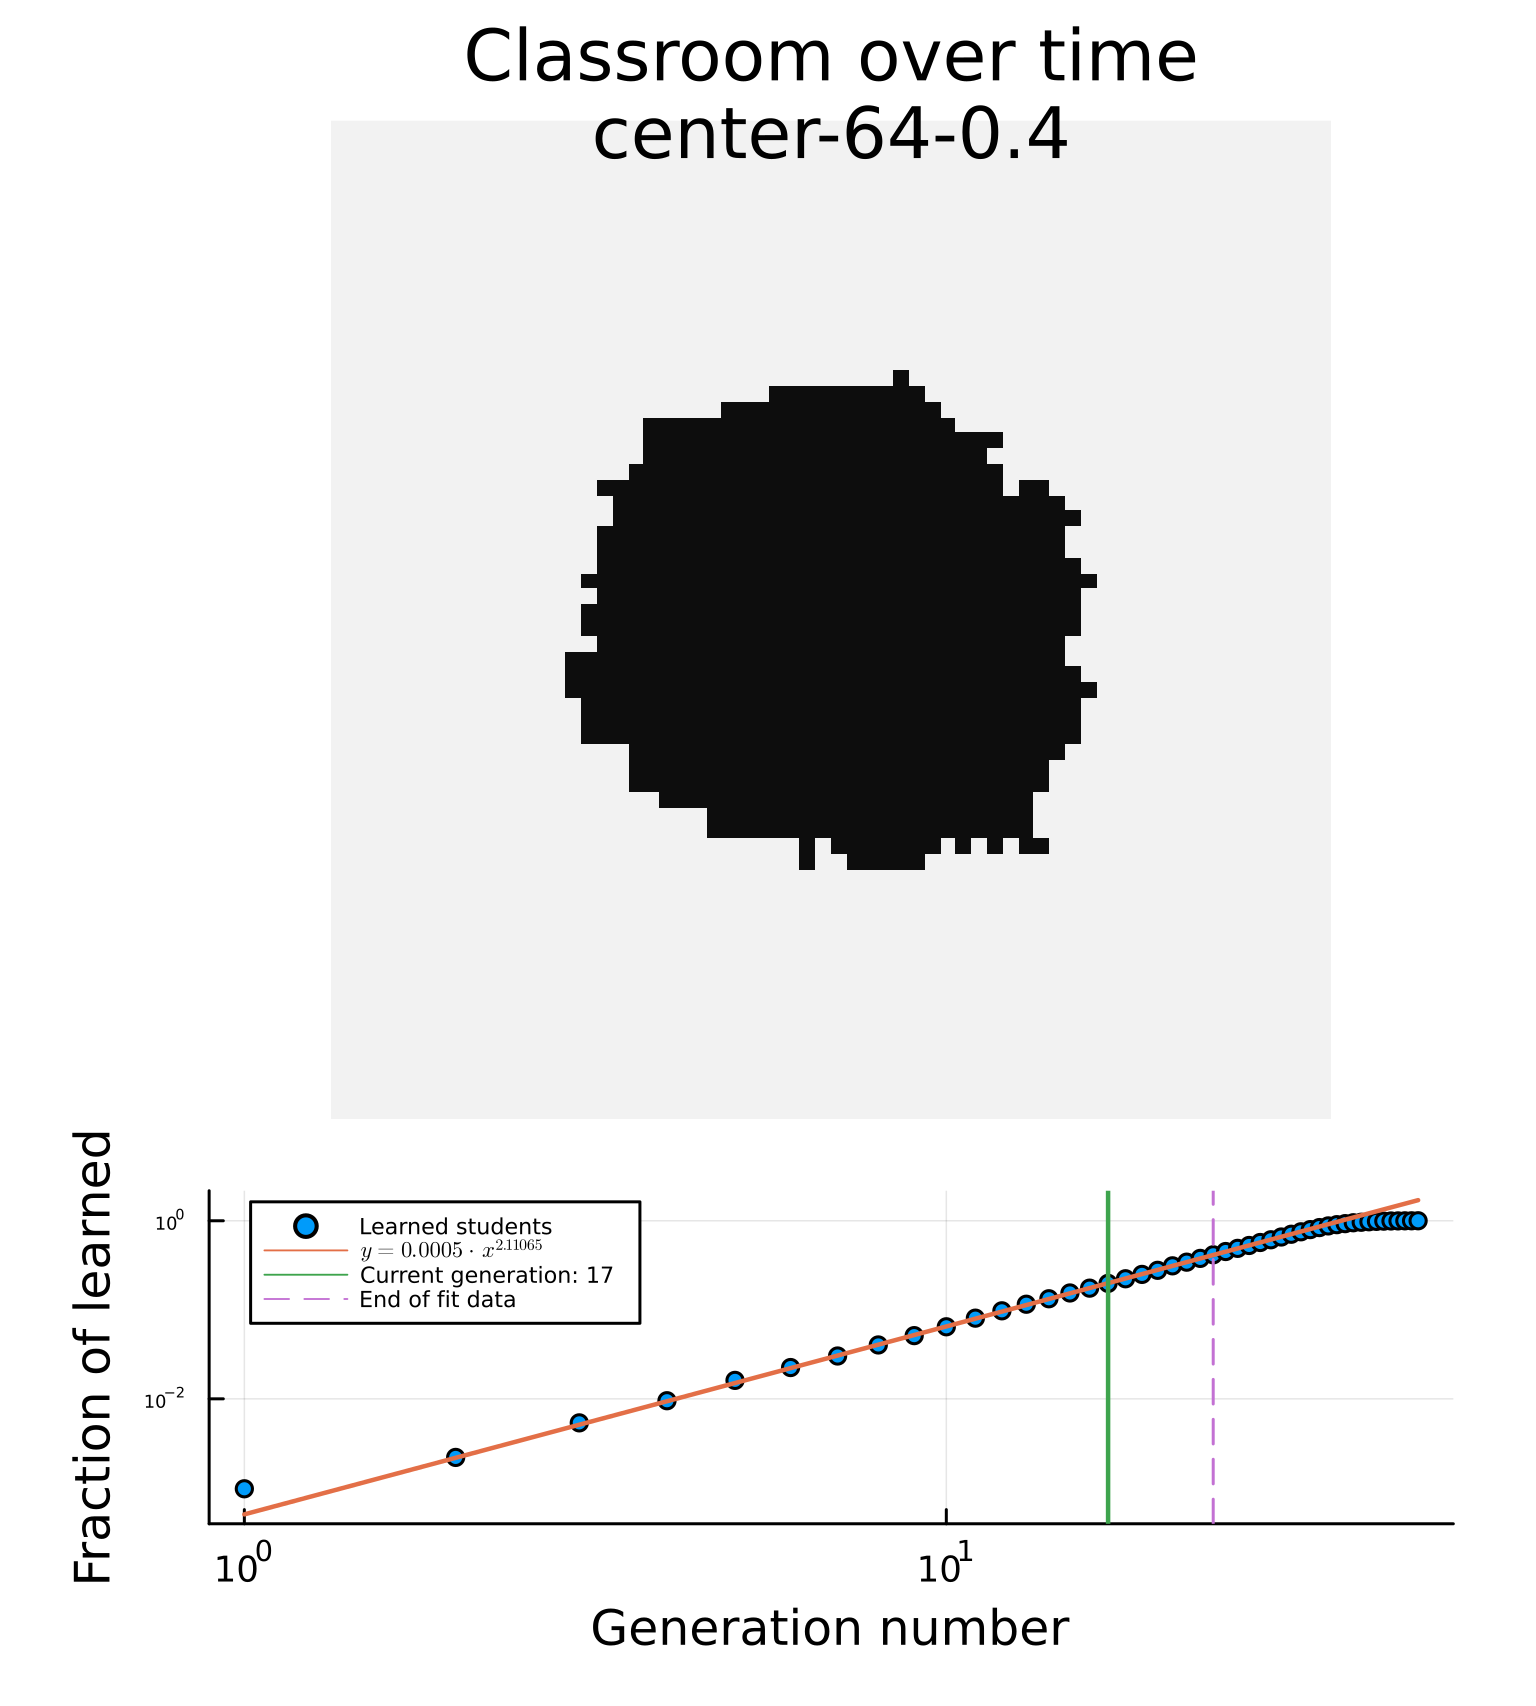 Classroom over time
center-64-0.4
Fraction of learned
10^0
10^-2
Learned students
y = 0.0005 · x^2.11065
Current generation: 17
End of fit data
10^0
10^1
Generation number